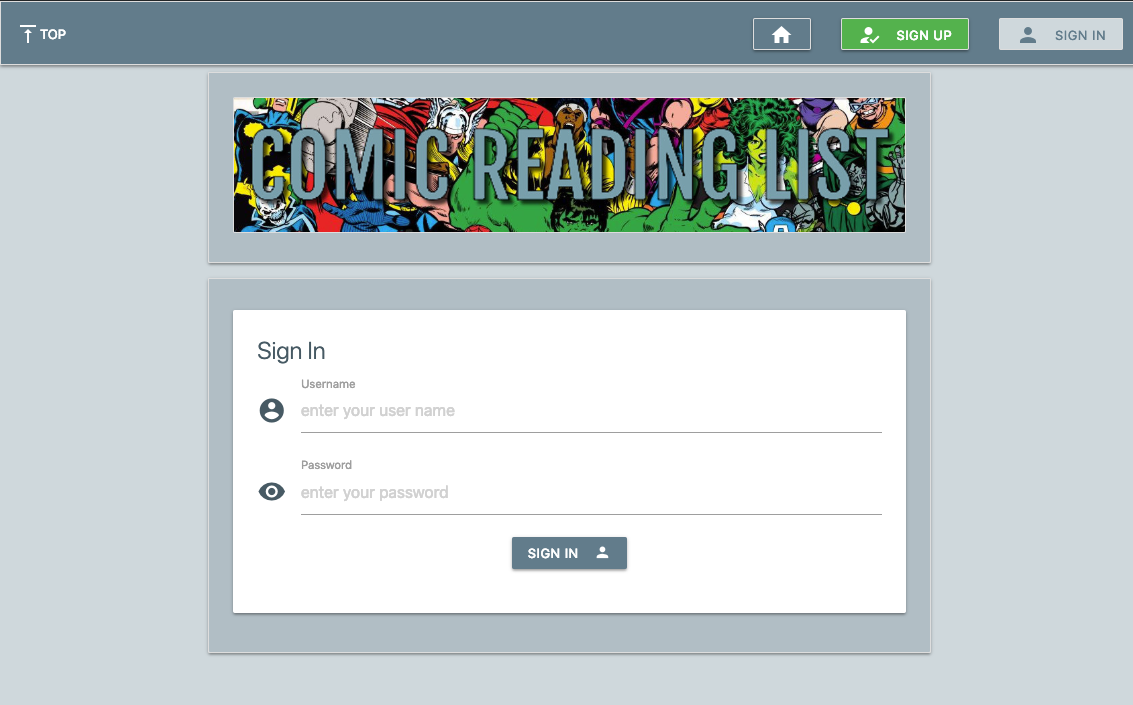 TOP
SIGN UP
SIGN IN
COMIC READING LIST
Sign In
Username
enter your user name
Password
enter your password
SIGN IN